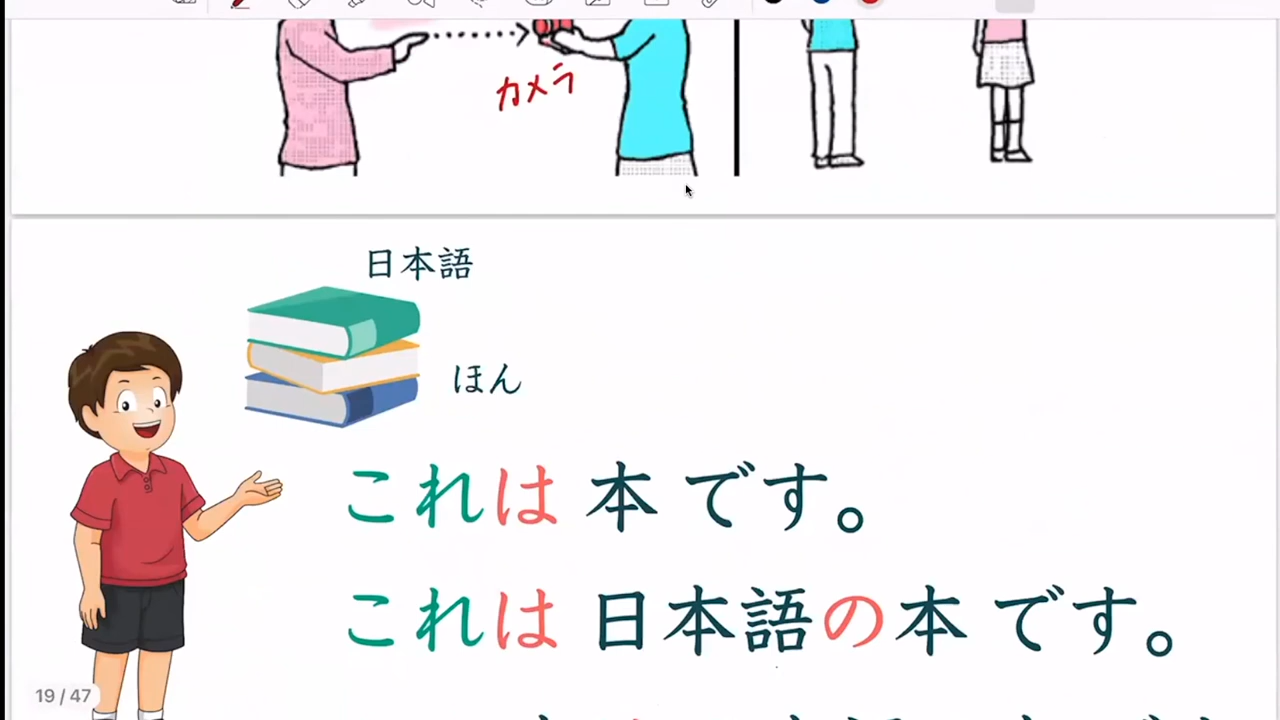 カメラ
日本語
ほん
これは 本 です。
これは 日本語の本 です。
19 / 47